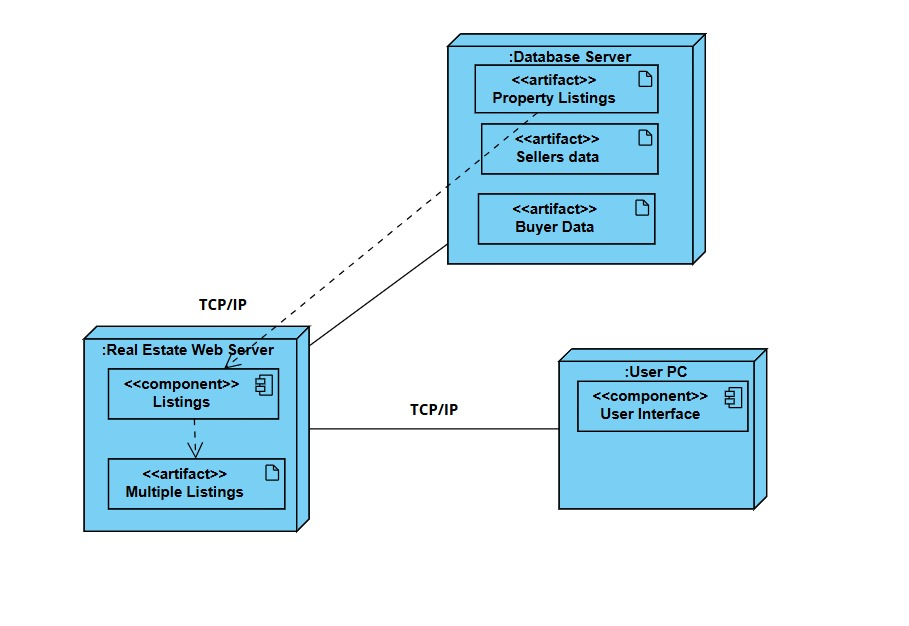 :Database Server
<<artifact>>
Property Listings
<<artifact>>
Sellers data
<<artifact>>
Buyer Data
TCP/IP
:Real Estate Web Server
<<component>>
Listings
<<artifact>>
Multiple Listings
TCP/IP
:User PC
<<component>>
User Interface